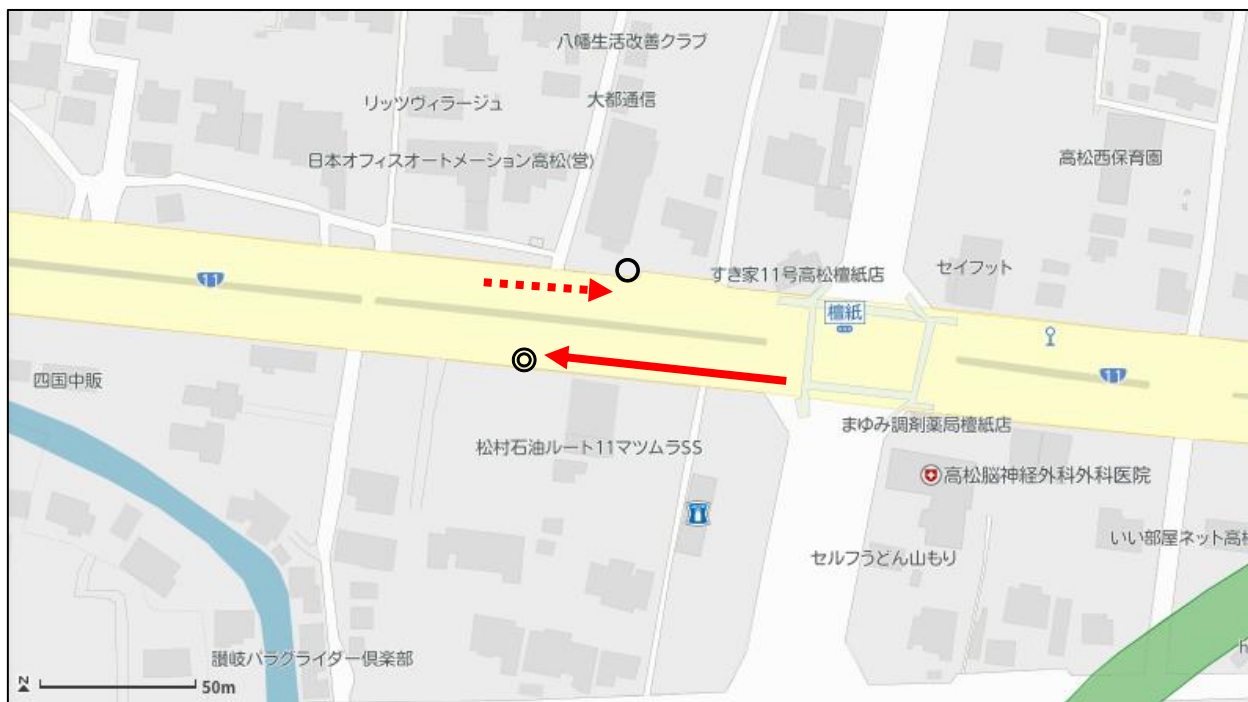 八幡生活改善クラブ
リッツヴィラージュ
大都通信
日本オフィスオートメーション高松(営)
高松西保育園
11
すき家11号高松檀紙店
セイフット
檀紙
四国中販
11
まゆみ調剤薬局檀紙店
松村石油ルート11マツムラSS
高松脳神経外科外科医院
いい部屋ネット高松
セルフうどん山もり
讃岐パラグライダー倶楽部
N
50m
h